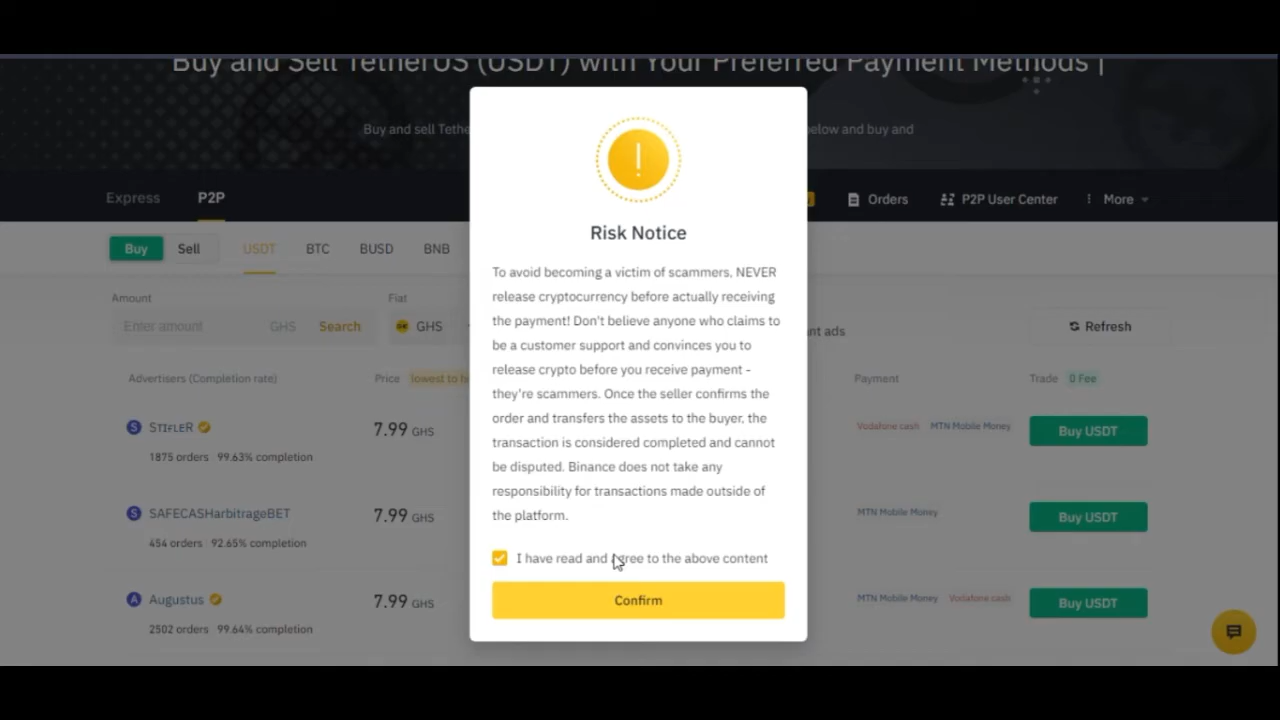 Buy and Sell TetherUS (USDT) with Your Preferred Payment Methods |
Buy and sell Tethe
elow and buy and
Express P2P
Orders P2P User Center More
Buy Sell USDT BTC BUSD BNB
Amount Fiat
Enter amount GHS Search GHS
nt ads
Refresh
Advertisers (Completion rate) Price lowest to h Payment Trade 0 Fee
S STIFLER 7.99 GHS Vodafone cash MTN Mobile Money Buy USDT
1875 orders 99.63% completion
S SAFECASHarbitrageBET 7.99 GHS MTN Mobile Money Buy USDT
454 orders 92.65% completion
A Augustus 7.99 GHS MTN Mobile Money Vodafone cash Buy USDT
2502 orders 99.64% completion
!
Risk Notice
To avoid becoming a victim of scammers, NEVER
release cryptocurrency before actually receiving
the payment! Don't believe anyone who claims to
be a customer support and convinces you to
release crypto before you receive payment -
they're scammers. Once the seller confirms the
order and transfers the assets to the buyer, the
transaction is considered completed and cannot
be disputed. Binance does not take any
responsibility for transactions made outside of
the platform.
I have read and agree to the above content
Confirm